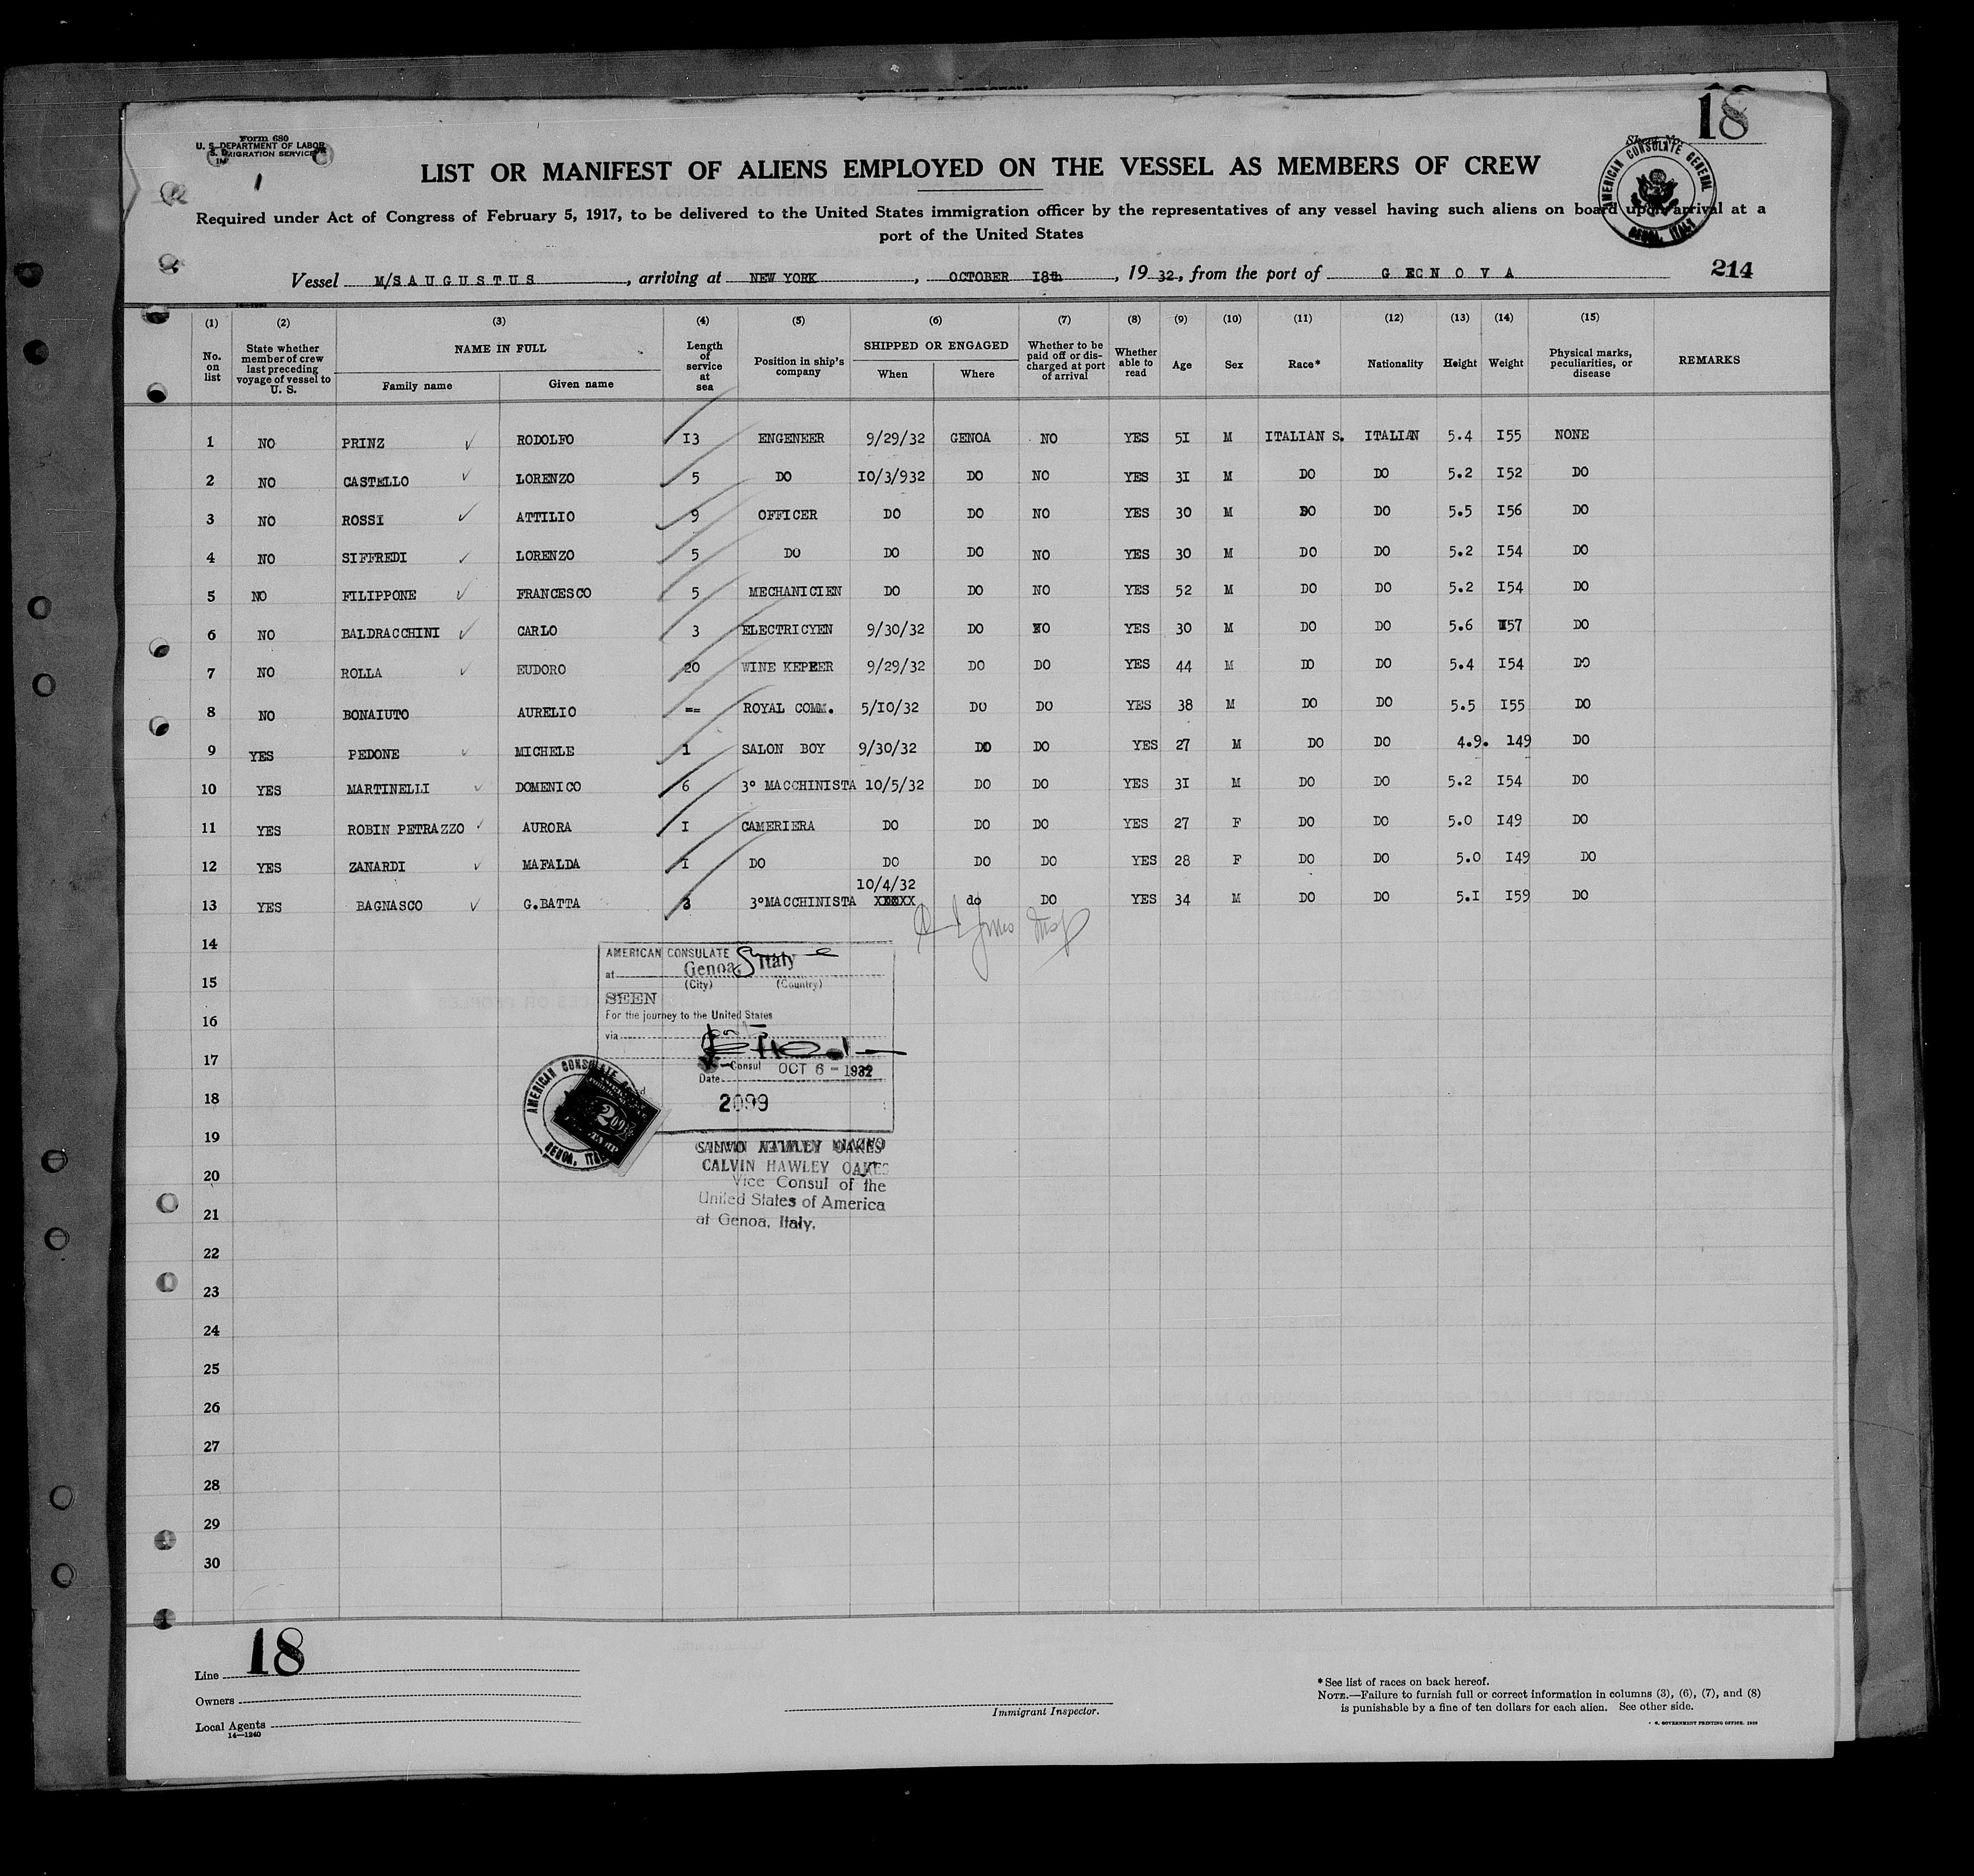 18
Form 680
U. S. DEPARTMENT OF LABOR
IMMIGRATION SERVICE
1
AMERICAN CONSULATE GENERAL
GENOA, ITALY
LIST OR MANIFEST OF ALIENS EMPLOYED ON THE VESSEL AS MEMBERS OF CREW
Required under Act of Congress of February 5, 1917, to be delivered to the United States immigration officer by the representatives of any vessel having such aliens on board upon arrival at a
port of the United States
Vessel M/S AUGUSTUS, arriving at NEW YORK, OCTOBER 18th, 19 32, from the port of GENOVA
214
(1) (2) (3) (4) (5) (6) (7) (8) (9) (10) (11) (12) (13) (14) (15)
No. on list State whether member of crew last preceding voyage of vessel to U. S. NAME IN FULL Family name Given name Length of service at sea Position in ship's company SHIPPED OR ENGAGED When Where Whether to be paid off or discharged at port of arrival Whether able to read Age Sex Race* Nationality Height Weight Physical marks, peculiarities, or disease REMARKS
1 NO PRINZ RODOLFO 13 ENGENEER 9/29/32 GENOA NO YES 51 M ITALIAN S. ITALIAN 5.4 155 NONE
2 NO CASTELLO LORENZO 5 DO 10/3/932 DO NO YES 31 M DO DO 5.2 152 DO
3 NO ROSSI ATTILIO 9 OFFICER DO DO NO YES 30 M DO DO 5.5 156 DO
4 NO SIFFREDI LORENZO 5 DO DO DO NO YES 30 M DO DO 5.2 154 DO
5 NO FILIPPONE FRANCESCO 5 MECHANICIEN DO DO NO YES 52 M DO DO 5.2 154 DO
6 NO BALDRACCHINI CARLO 3 ELECTRICYEN 9/30/32 DO NO YES 30 M DO DO 5.6 157 DO
7 NO ROLLA EUDORO 20 WINE KEPEER 9/29/32 DO DO YES 44 M DO DO 5.4 154 DO
8 NO BONAIUTO AURELIO == ROYAL COMM. 5/10/32 DO DO YES 38 M DO DO 5.5 155 DO
9 YES PEDONE MICHELE 1 SALON BOY 9/30/32 DO DO YES 27 M DO DO 4.9. 149 DO
10 YES MARTINELLI DOMENICO 6 3° MACCHINISTA 10/5/32 DO DO YES 31 M DO DO 5.2 154 DO
11 YES ROBIN PETRAZZO AURORA 1 CAMERIERA DO DO DO YES 27 F DO DO 5.0 149 DO
12 YES ZANARDI MAFALDA 1 DO DO DO DO YES 28 F DO DO 5.0 149 DO
10/4/32
13 YES BAGNASCO G.BATTA 3 3°MACCHINISTA XXXXX do DO YES 34 M DO DO 5.1 159 DO
14
AMERICAN CONSULATE
at Genoa, Italy
15
(City) (Country)
SEEN
For the journey to the United States
16
via
17
Consul
Date OCT 6 - 1932
18
2099
AMERICAN CONSULATE
GENOA, ITALY
19
CALVIN HAWLEY OAKES
20
Vice Consul of the
United States of America
21
at Genoa, Italy.
22
23
24
25
26
27
28
29
30
Line 18
Owners
Local Agents
14—1240
Immigrant Inspector.
* See list of races on back hereof.
NOTE.—Failure to furnish full or correct information in columns (3), (6), (7), and (8)
is punishable by a fine of ten dollars for each alien. See other side.
GOVERNMENT PRINTING OFFICE